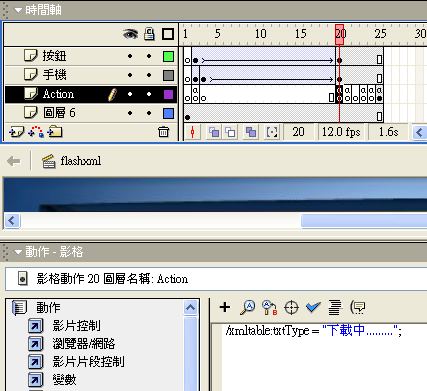 時間軸
1 5 10 15 20 25 30
按鈕
手機
Action
圖層 6
20 12.0 fps 1.6s
flashxml
動作 - 影格
影格動作 20 圖層名稱: Action
動作
影片控制
瀏覽器/網路
影片片段控制
變數
/xmltable:txtType = "下載中.........";